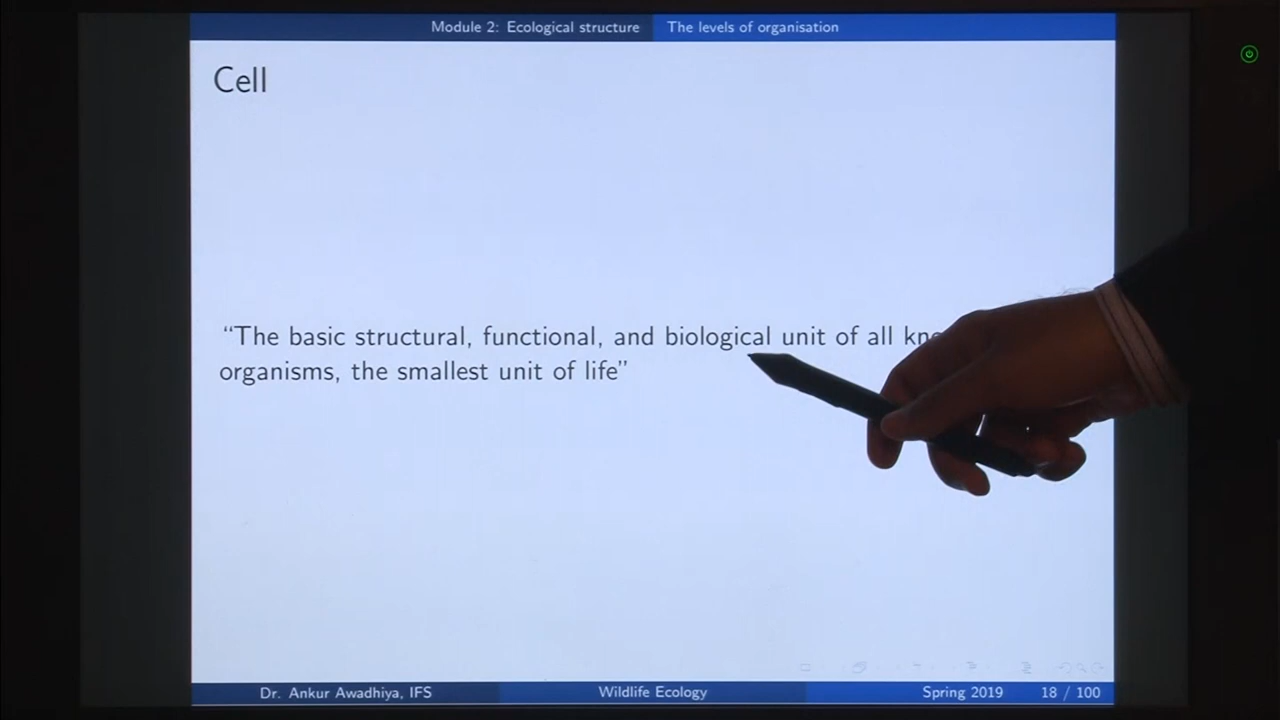 Module 2: Ecological structure The levels of organisation
Cell
“The basic structural, functional, and biological unit of all
organisms, the smallest unit of life”
Dr. Ankur Awadhiya, IFS Wildlife Ecology Spring 2019 18 / 100